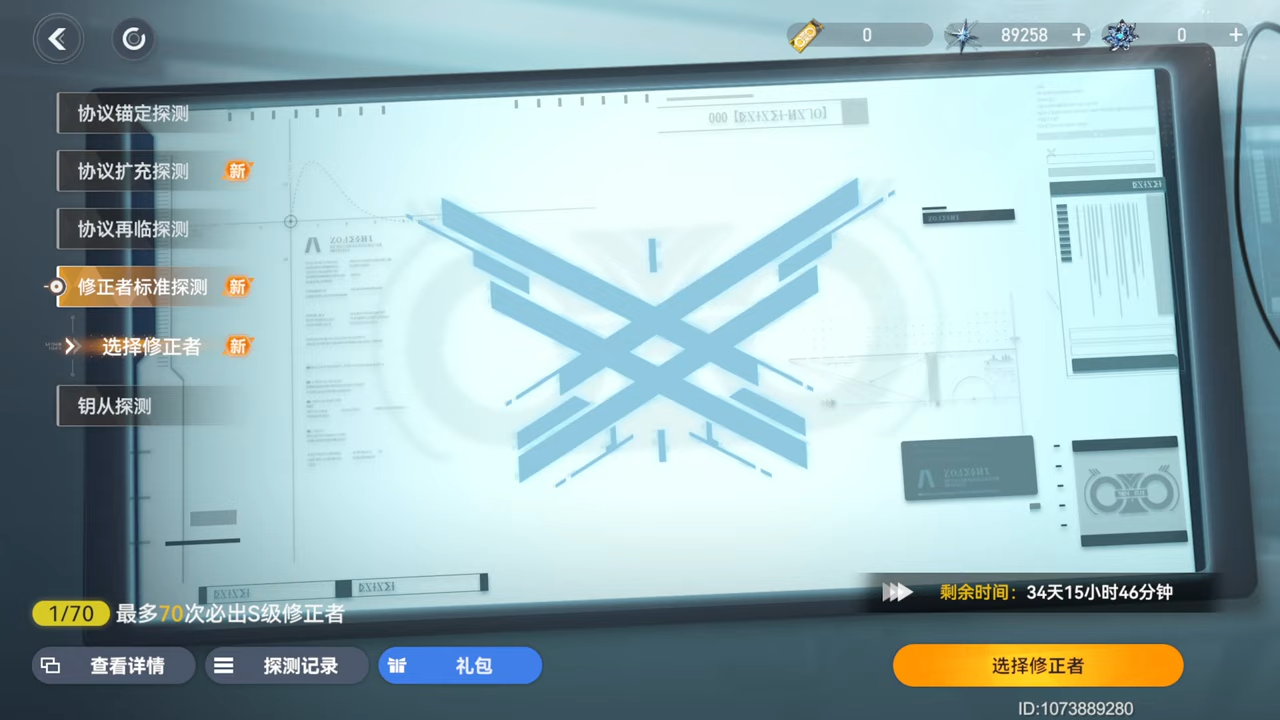 0
89258
0
协议锚定探测
协议扩充探测
新
协议再临探测
修正者标准探测
新
选择修正者
新
钥从探测
剩余时间：34天15小时46分钟
1/70
最多70次必出S级修正者
查看详情
探测记录
礼包
选择修正者
ID:1073889280